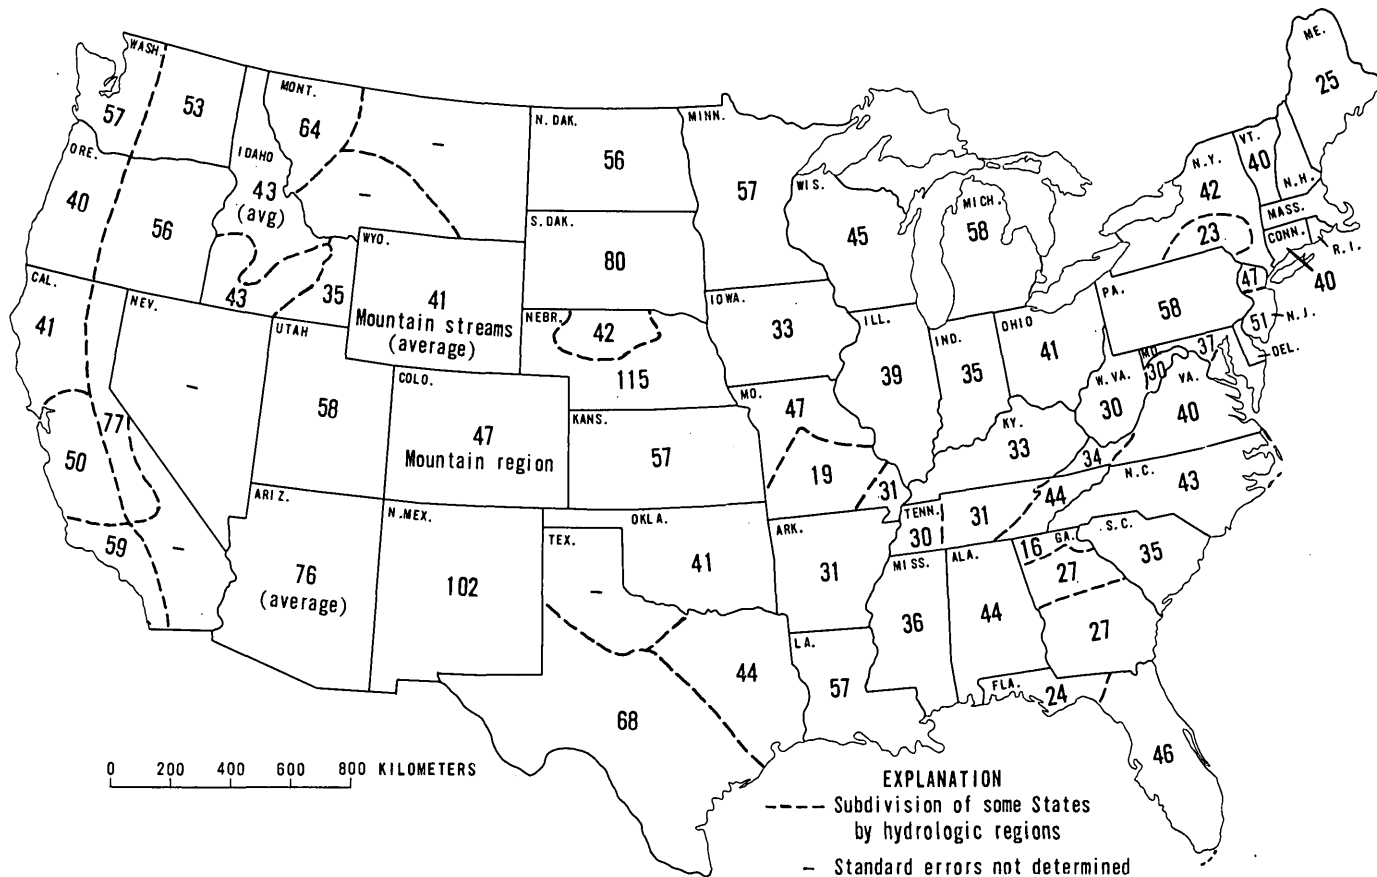 WASH.
57
53
MONT.
64
–
–
IDAHO
43
(avg)
43
35
ORE.
40
56
WYO.
41
Mountain streams
(average)
N. DAK.
56
S. DAK.
80
NEBR.
42
115
MINN.
57
WIS.
45
MICH.
58
IOWA.
33
ILL.
39
IND.
35
OHIO
41
PA.
58
N.Y.
42
23
VT.
40
N.H.
ME.
25
MASS.
CONN.
R. I.
40
47
51
N.J.
DEL.
MD.
30
37
W. VA.
30
VA.
40
CAL.
41
77
50
59
–
NEV.
–
UTAH
58
COLO.
47
Mountain region
KANS.
57
MO.
47
19
31
KY.
33
34
TENN.
30
31
44
N.C.
43
ARIZ.
76
(average)
N.MEX.
102
TEX.
–
44
68
OKLA.
41
ARK.
31
LA.
57
MISS.
36
ALA.
44
GA.
16
27
27
S.C.
35
FLA.
24
46
0 200 400 600 800 KILOMETERS
EXPLANATION
Subdivision of some States
by hydrologic regions
– Standard errors not determined